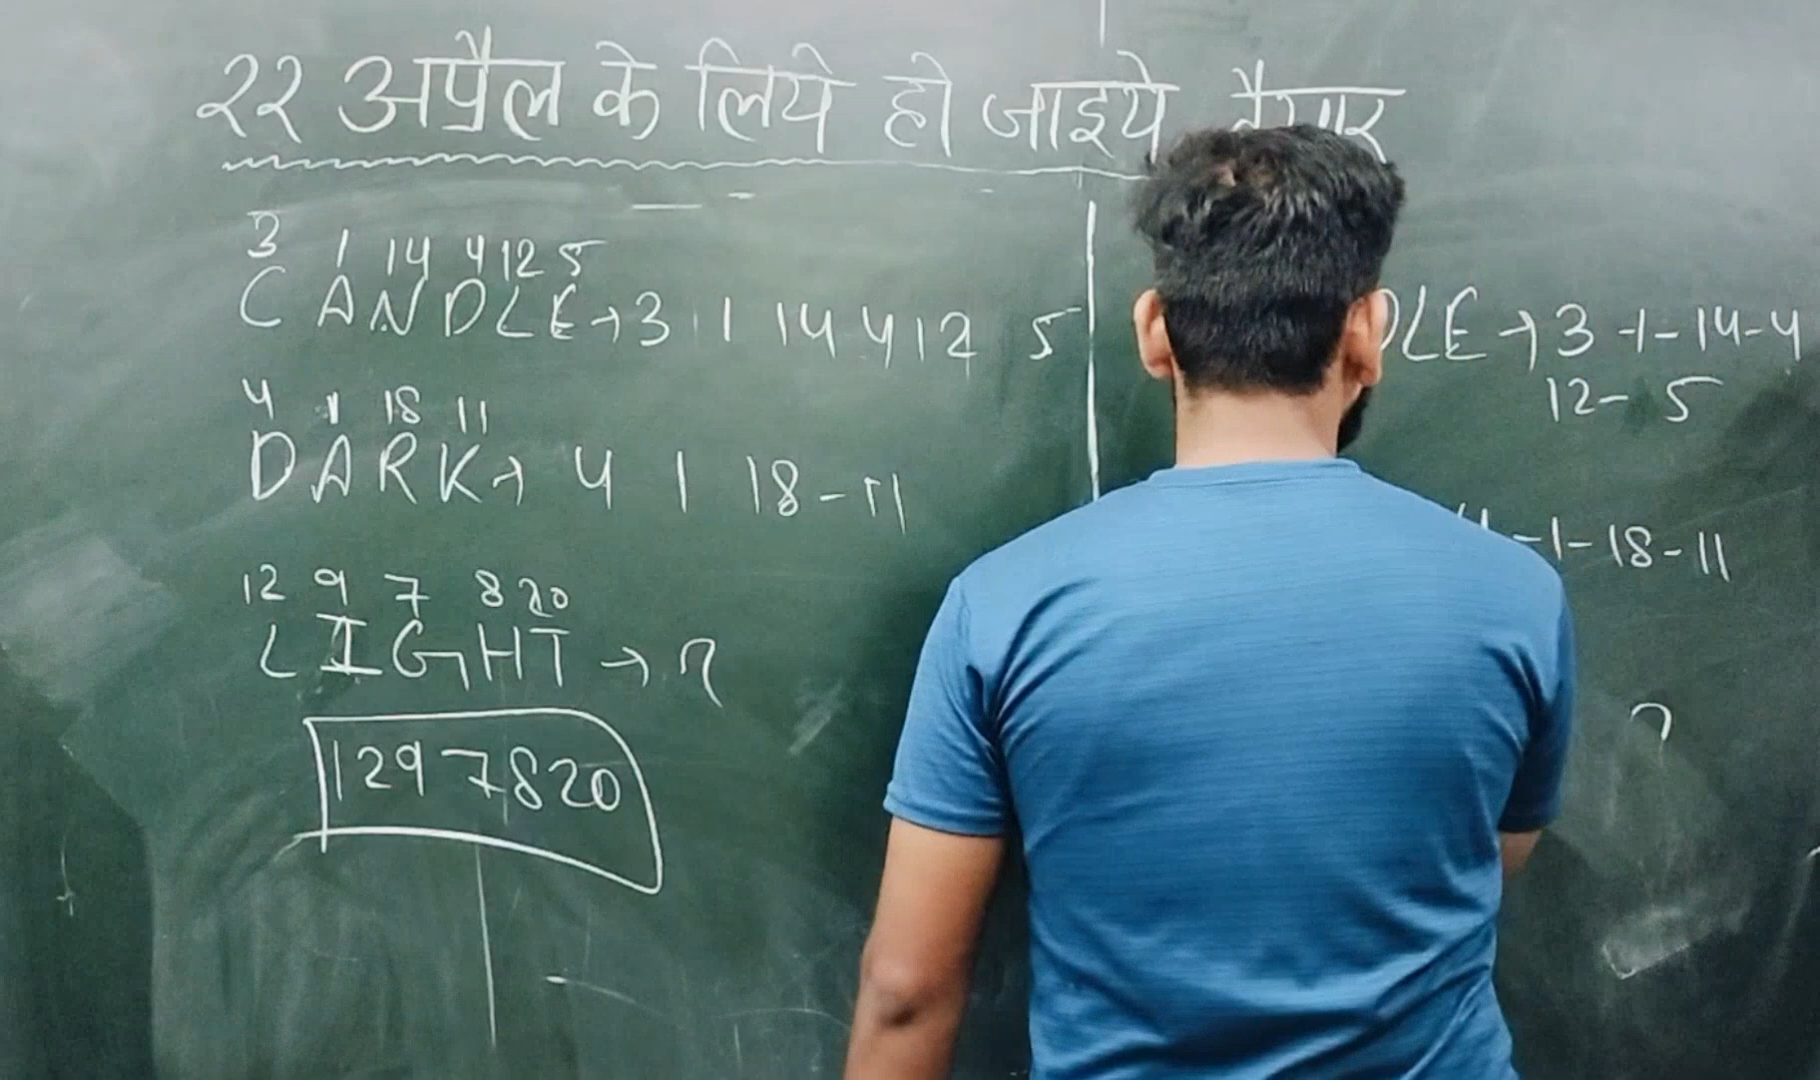 २२ अप्रैल के लिये हो जाइये तैयार
3 1 14 4 12 5
CANDLE → 3 1 14 4 12 5
4 1 18 11
DARK → 4 1 18-11
12 9 7 8 20
LIGHT → ?
1297820
DLE → 3-1-14-4
12-5
-1-18-11
?